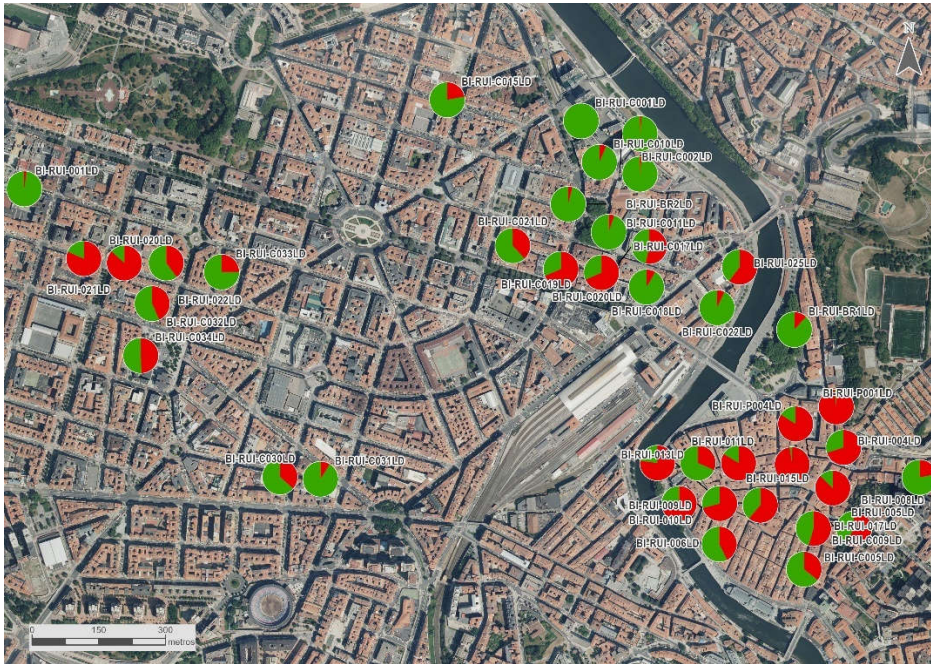 N
BI-RUI-C015LD
BI-RUI-C001LD
BI-RUI-C010LD
BI-RUI-C002LD
BI-RUI-001LD
BI-RUI-BR2LD
BI-RUI-C021LD
BI-RUI-C011LD
BI-RUI-C017LD
BI-RUI-020LD
BI-RUI-C033LD
BI-RUI-025LD
BI-RUI-021LD
BI-RUI-C019LD
BI-RUI-022LD
BI-RUI-C020LD
BI-RUI-C018LD
BI-RUI-BR1LD
BI-RUI-C032LD
BI-RUI-C022LD
BI-RUI-C034LD
BI-RUI-P001LD
BI-RUI-P004LD
BI-RUI-011LD
BI-RUI-004LD
BI-RUI-013LD
BI-RUI-C030LD
BI-RUI-C031LD
BI-RUI-015LD
BI-RUI-008LD
BI-RUI-009LD
BI-RUI-005LD
BI-RUI-010LD
BI-RUI-017LD
BI-RUI-C009LD
BI-RUI-006LD
BI-RUI-C005LD
0 150 300
metros